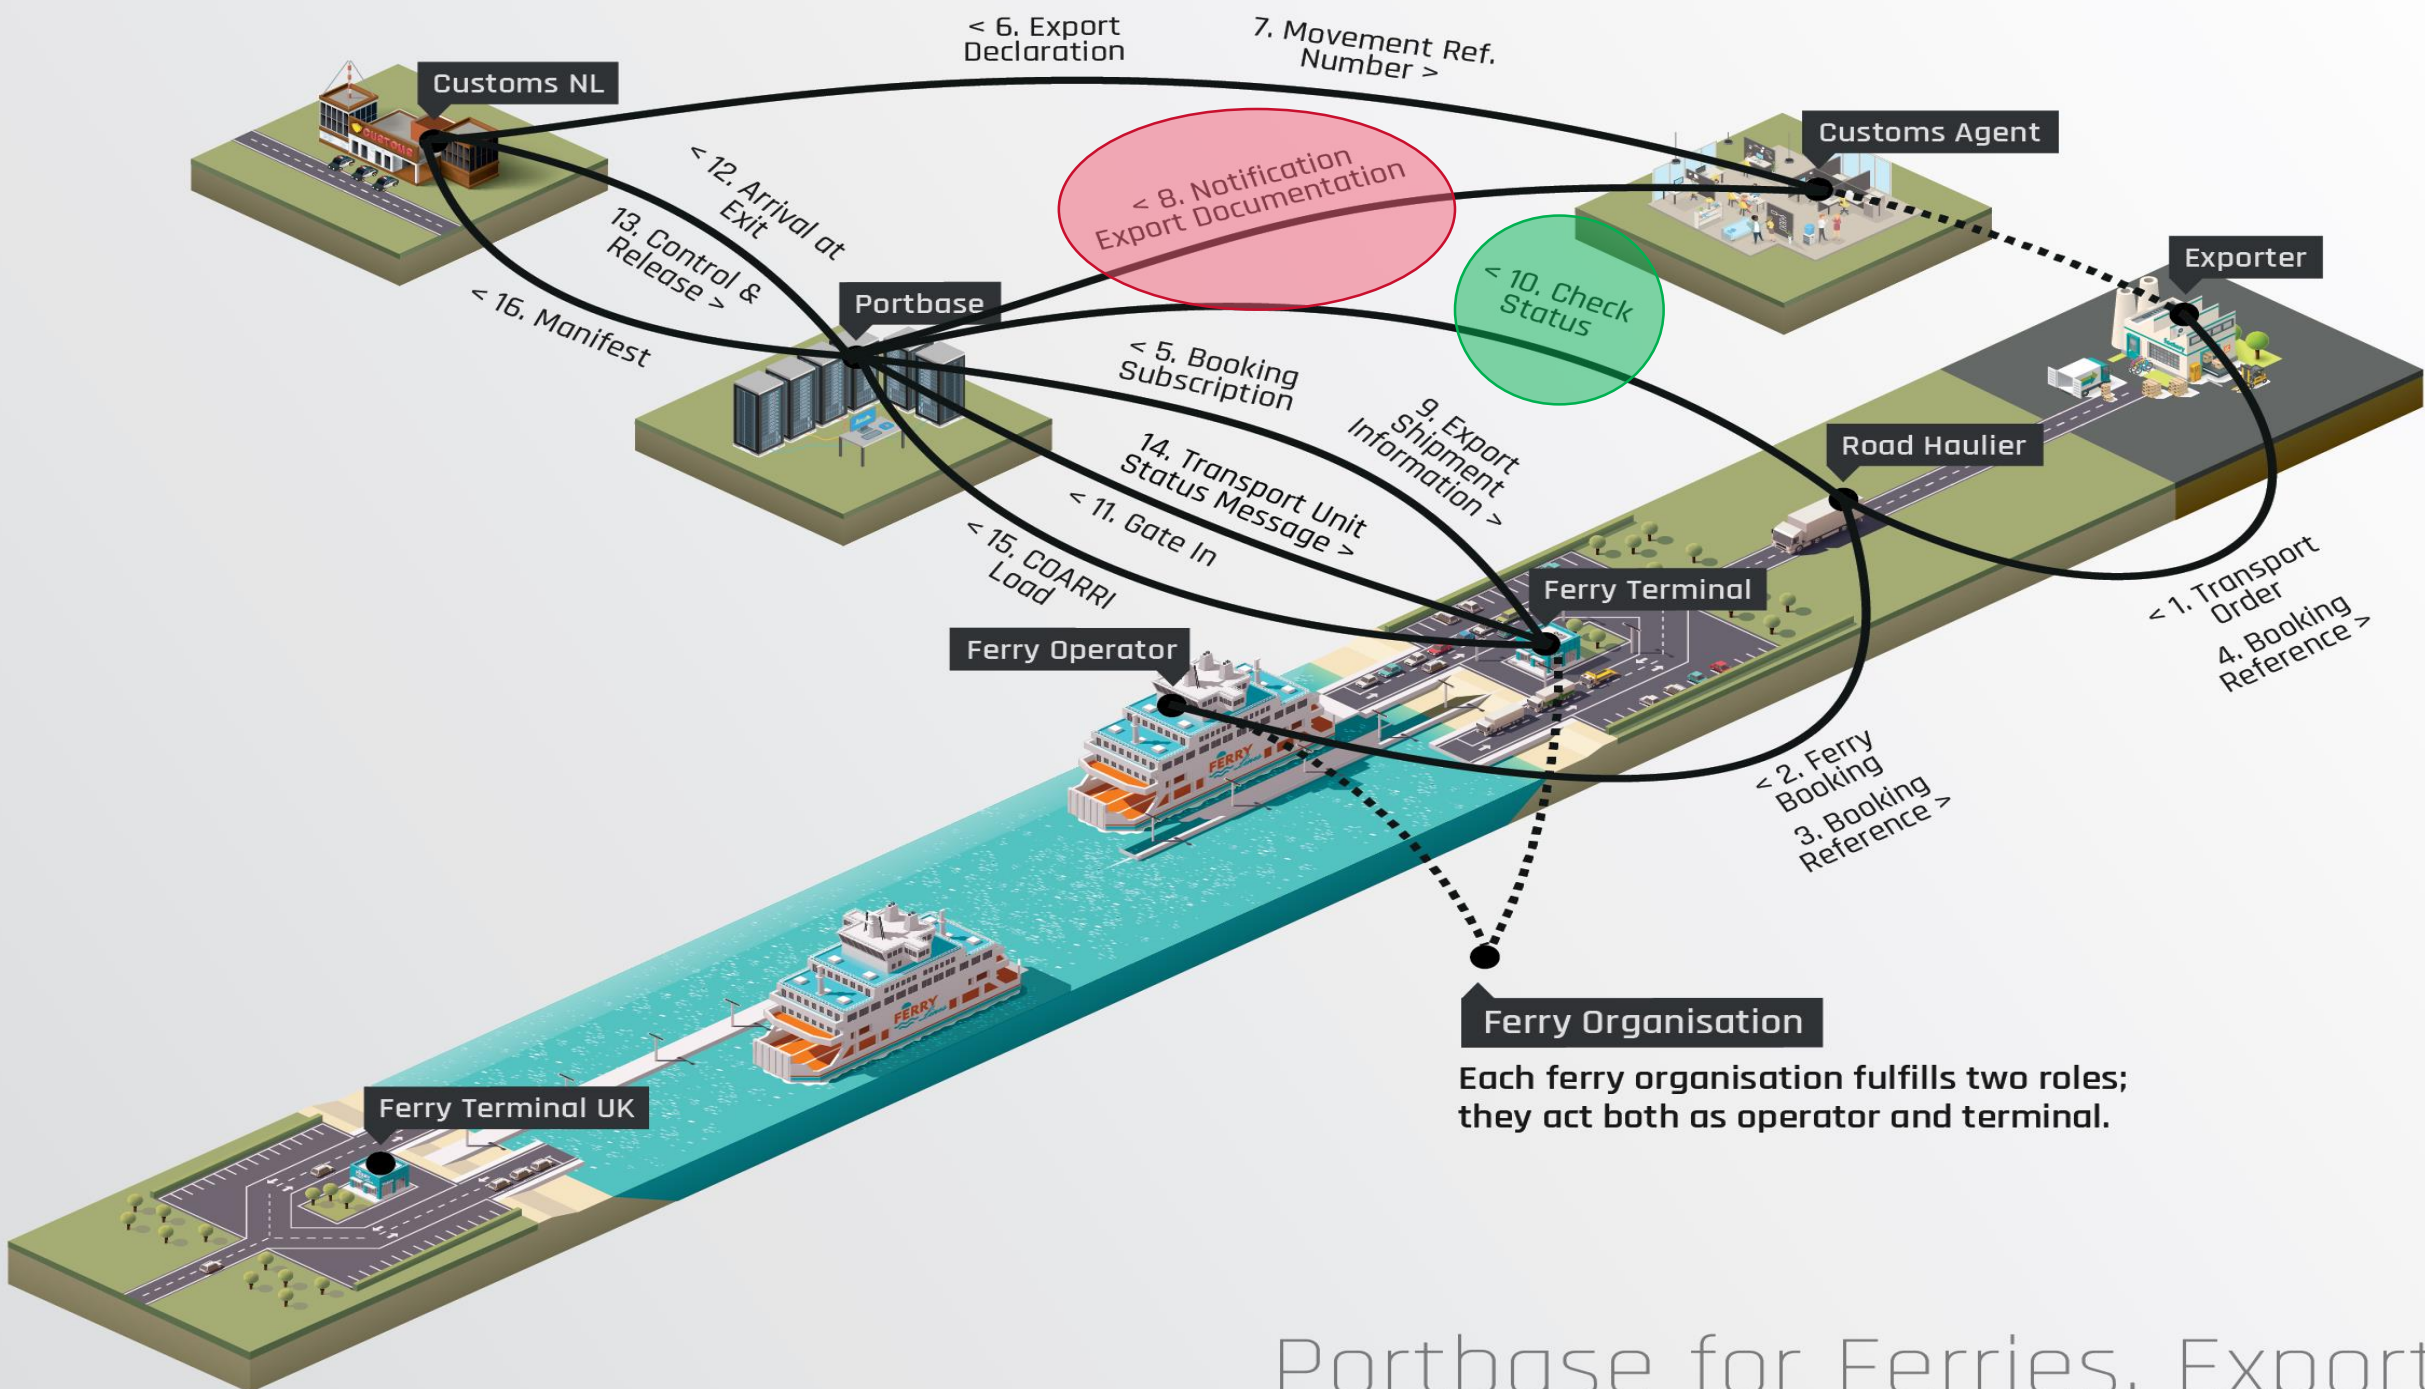 < 6. Export
Declaration
7. Movement Ref.
Number >
Customs NL
Customs Agent
CUSTOMS
< 12. Arrival at
Exit
< 8. Notification
Export Documentation
13. Control &
Release >
< 10. Check
Status
Exporter
< 16. Manifest
Portbase
< 5. Booking
Subscription
9. Export
Shipment
Information >
Road Haulier
14. Transport Unit
Status Message >
< 11. Gate In
< 15. COARRI
Load
Ferry Terminal
< 1. Transport
Order
4. Booking
Reference >
Ferry Operator
FERRY
Lines
< 2. Ferry
Booking
3. Booking
Reference >
FERRY
Lines
Ferry Organisation
Each ferry organisation fulfills two roles;
they act both as operator and terminal.
Ferry Terminal UK
Portbase for Ferries, Export